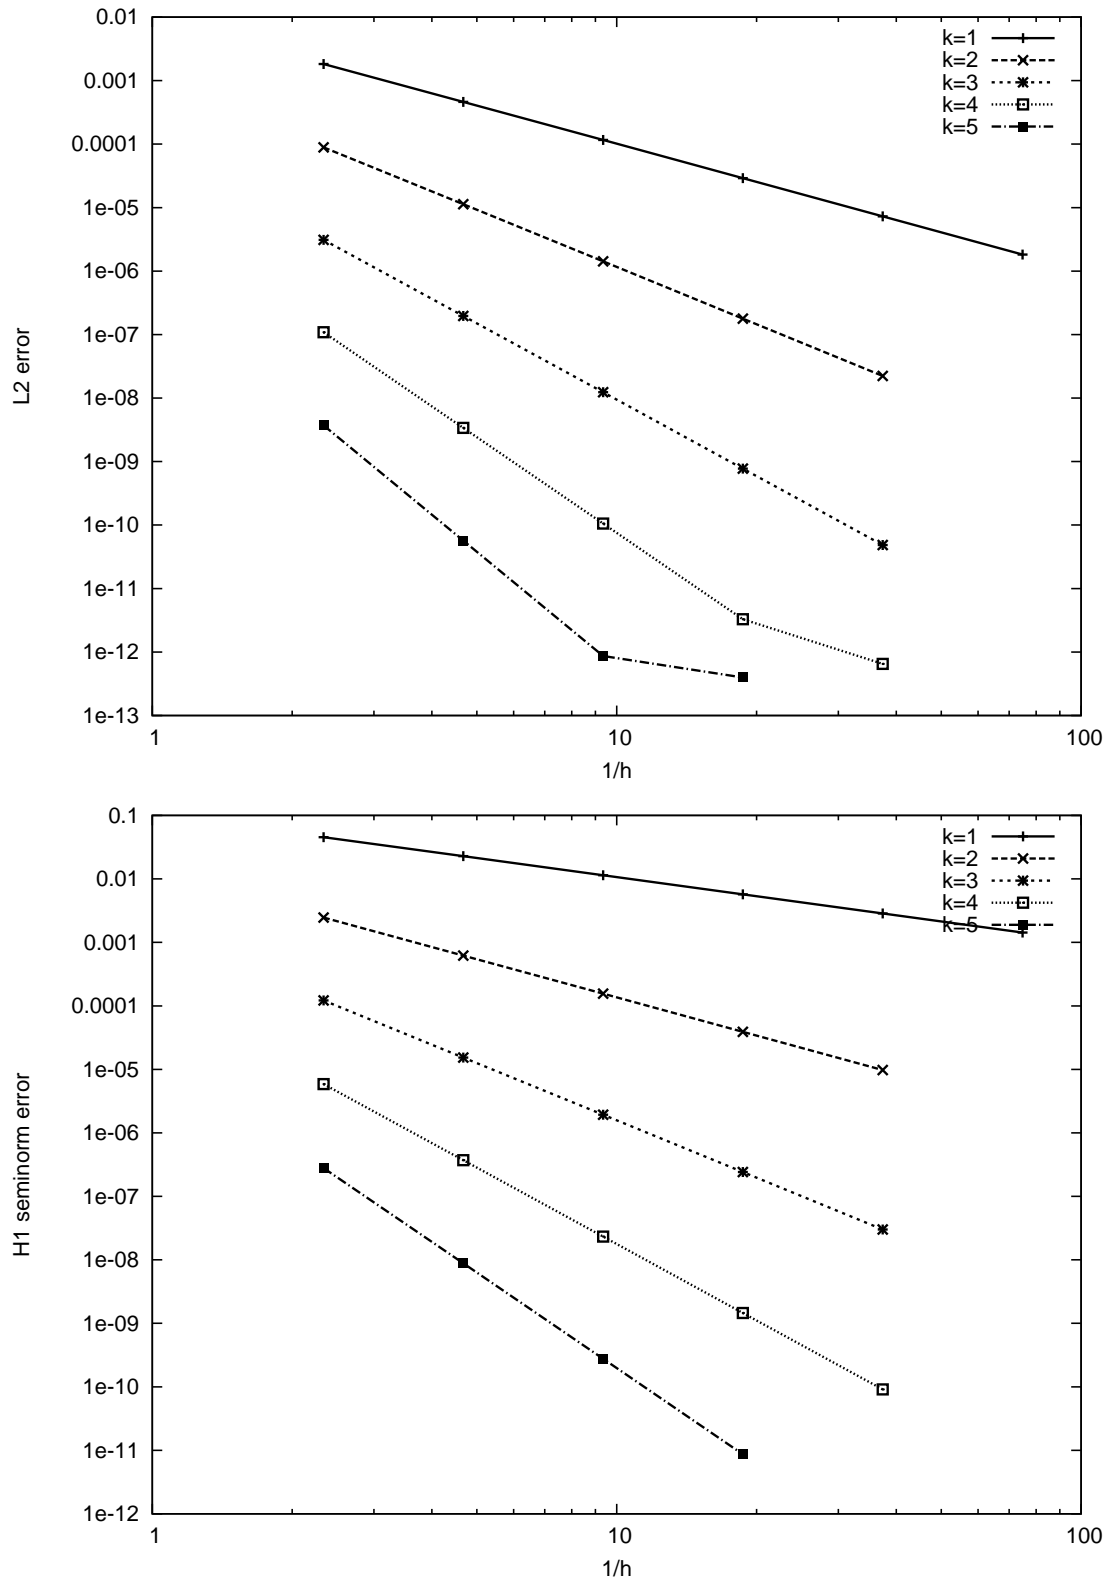 0.01
0.001
0.0001
1e-05
1e-06
1e-07
1e-08
1e-09
1e-10
1e-11
1e-12
1e-13
L2 error
k=1
k=2
k=3
k=4
k=5
1 10 100
1/h
0.1
0.01
0.001
0.0001
1e-05
1e-06
1e-07
1e-08
1e-09
1e-10
1e-11
1e-12
H1 seminorm error
k=1
k=2
k=3
k=4
k=5
1 10 100
1/h